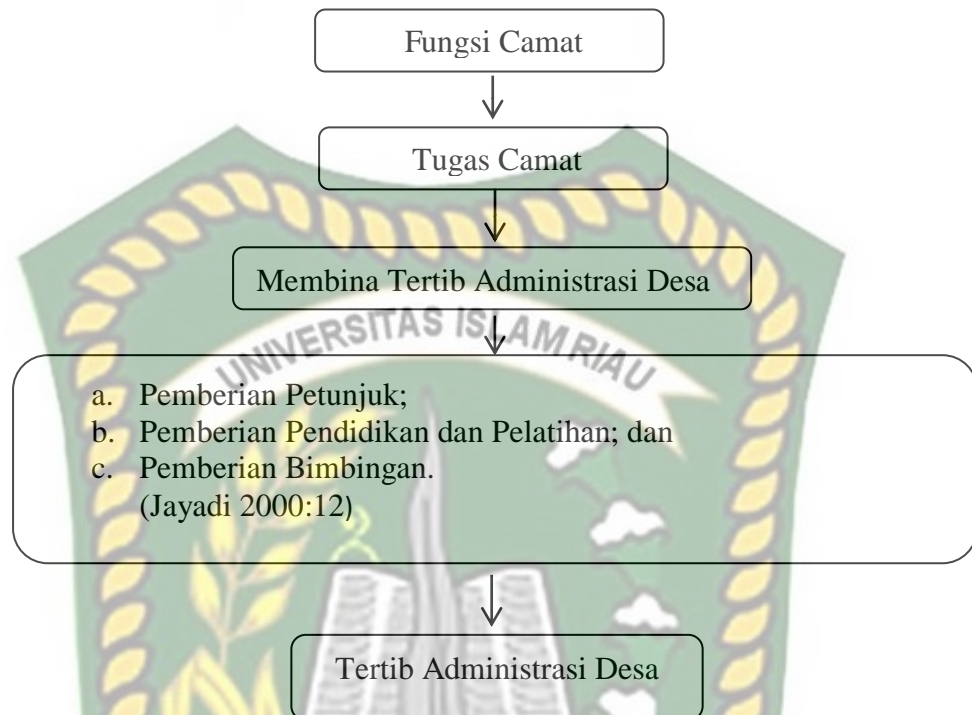 Fungsi Camat
Tugas Camat
Membina Tertib Administrasi Desa
UNIVERSITAS ISLAM RIAU
a. Pemberian Petunjuk;
b. Pemberian Pendidikan dan Pelatihan; dan
c. Pemberian Bimbingan.
(Jayadi 2000:12)
Tertib Administrasi Desa